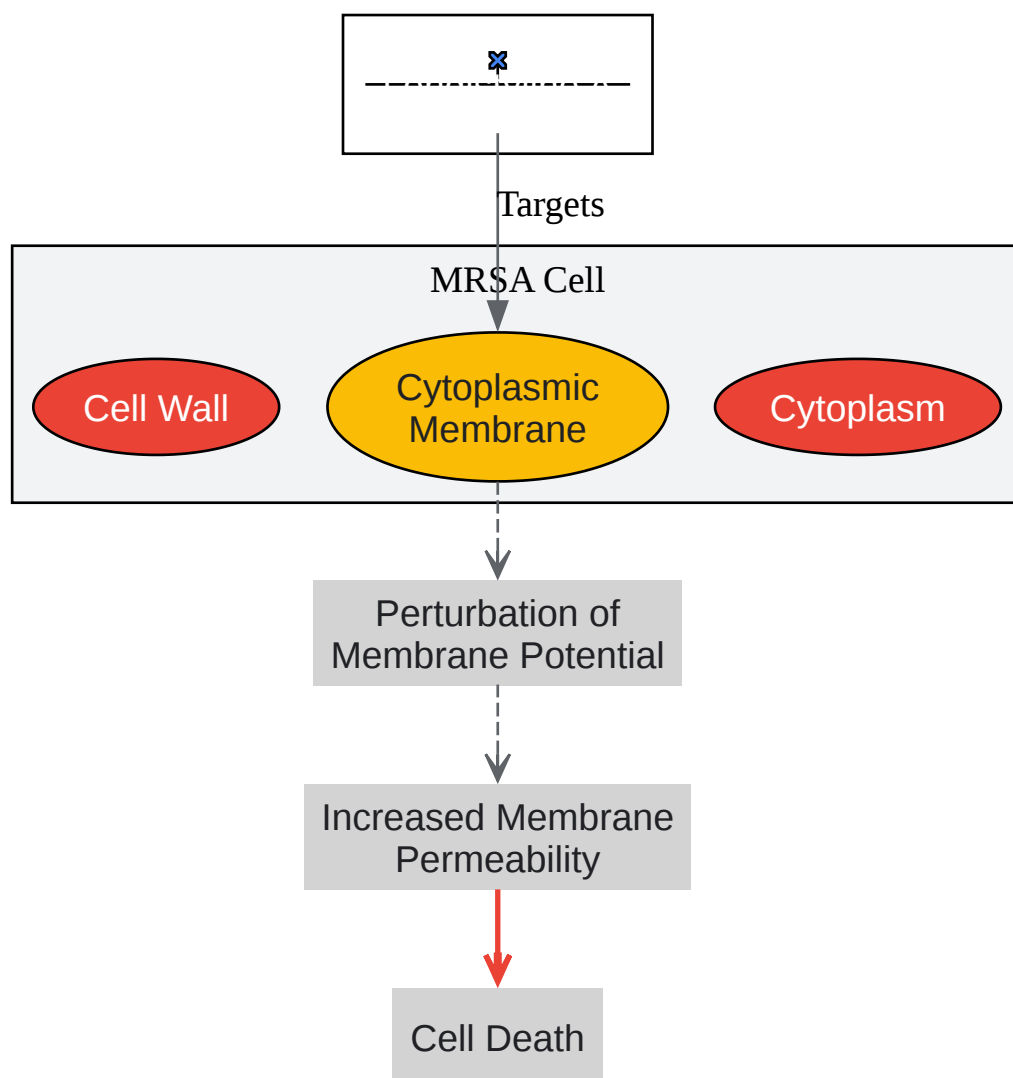 Targets
MRSA Cell
Cell Wall
Cytoplasmic
Membrane
Cytoplasm
Perturbation of
Membrane Potential
Increased Membrane
Permeability
Cell Death